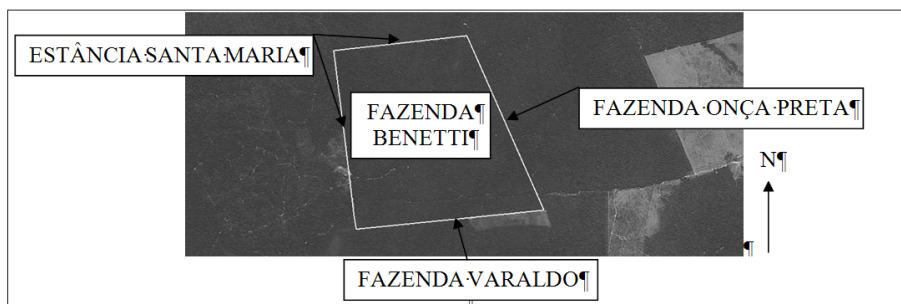 ESTÂNCIA·SANTA·MARIA¶
FAZENDA¶
BENETTI¶
FAZENDA·ONÇA·PRETA¶
N¶
¶
FAZENDA·VARALDO¶